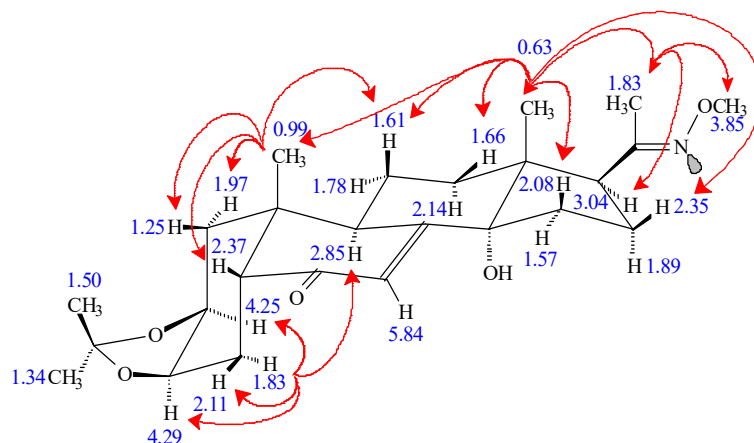 0.63
1.83
CH3
H3C
OCH3
3.85
0.99
1.61
H
1.66
CH3
N
CH3
1.97
H
2.08
H
H
1.78
H
2.14
H
3.04
H
H
2.35
1.25
H
H
2.37
H
2.85
H
OH
H
1.57
H
1.89
1.50
CH3
O
H
5.84
4.25
H
O
1.34
CH3
O
H
H
1.83
2.11
H
4.29